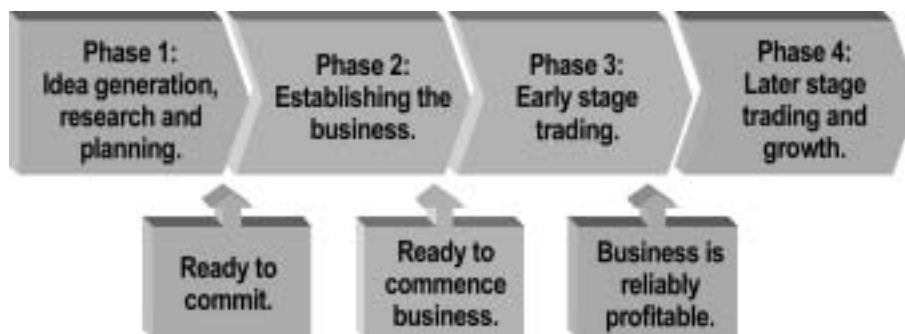 Phase 1:
Idea generation,
research and
planning.
Phase 2:
Establishing the
business.
Phase 3:
Early stage
trading.
Phase 4:
Later stage
trading and
growth.
Ready to
commit.
Ready to
commence
business.
Business is
reliably
profitable.